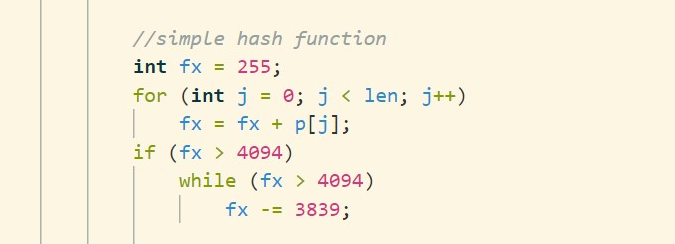 //simple hash function
int fx = 255;
for (int j = 0; j < len; j++)
fx = fx + p[j];
if (fx > 4094)
while (fx > 4094)
fx -= 3839;